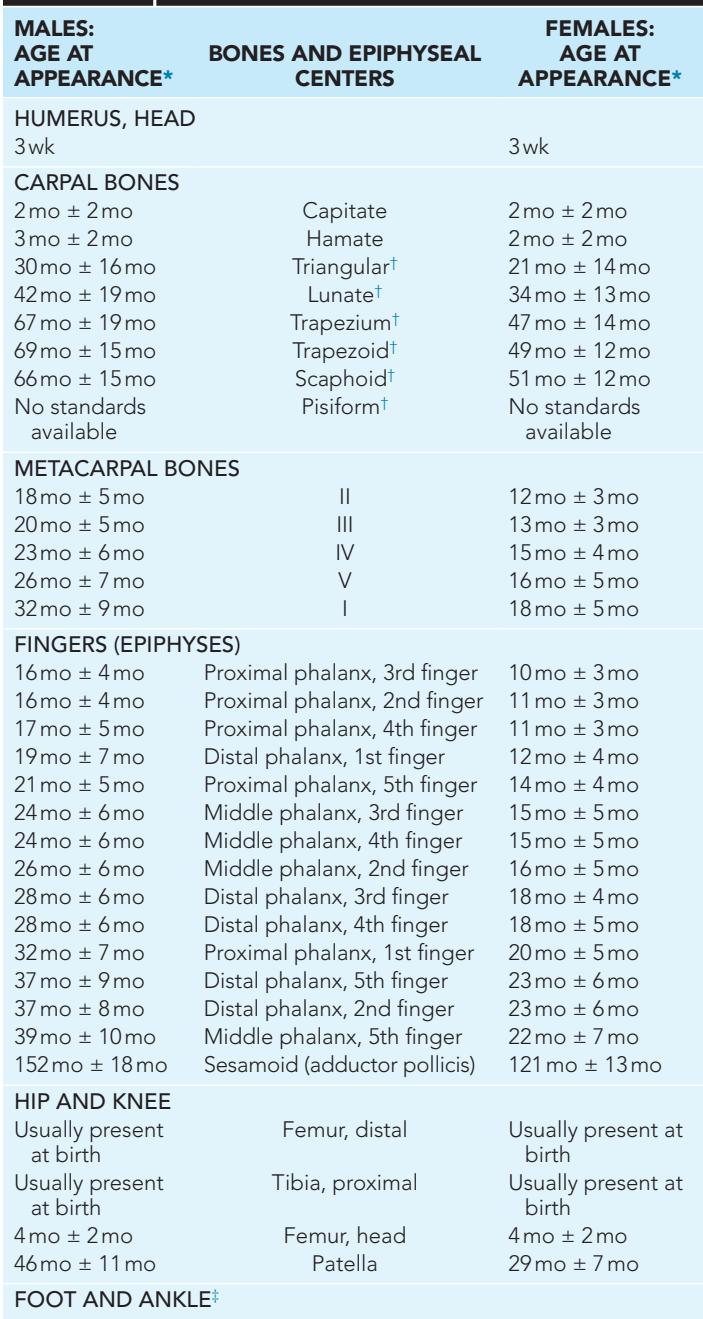 MALES:
AGE AT
APPEARANCE*
BONES AND EPIPHYSEAL
CENTERS
FEMALES:
AGE AT
APPEARANCE*
HUMERUS, HEAD
3 wk 3 wk
CARPAL BONES
2 mo ± 2 mo Capitate 2 mo ± 2 mo
3 mo ± 2 mo Hamate 2 mo ± 2 mo
30 mo ± 16 mo Triangular† 21 mo ± 14 mo
42 mo ± 19 mo Lunate† 34 mo ± 13 mo
67 mo ± 19 mo Trapezium† 47 mo ± 14 mo
69 mo ± 15 mo Trapezoid† 49 mo ± 12 mo
66 mo ± 15 mo Scaphoid† 51 mo ± 12 mo
No standards Pisiform† No standards
available available
METACARPAL BONES
18 mo ± 5 mo II 12 mo ± 3 mo
20 mo ± 5 mo III 13 mo ± 3 mo
23 mo ± 6 mo IV 15 mo ± 4 mo
26 mo ± 7 mo V 16 mo ± 5 mo
32 mo ± 9 mo I 18 mo ± 5 mo
FINGERS (EPIPHYSES)
16 mo ± 4 mo Proximal phalanx, 3rd finger 10 mo ± 3 mo
16 mo ± 4 mo Proximal phalanx, 2nd finger 11 mo ± 3 mo
17 mo ± 5 mo Proximal phalanx, 4th finger 11 mo ± 3 mo
19 mo ± 7 mo Distal phalanx, 1st finger 12 mo ± 4 mo
21 mo ± 5 mo Proximal phalanx, 5th finger 14 mo ± 4 mo
24 mo ± 6 mo Middle phalanx, 3rd finger 15 mo ± 5 mo
24 mo ± 6 mo Middle phalanx, 4th finger 15 mo ± 5 mo
26 mo ± 6 mo Middle phalanx, 2nd finger 16 mo ± 5 mo
28 mo ± 6 mo Distal phalanx, 3rd finger 18 mo ± 4 mo
28 mo ± 6 mo Distal phalanx, 4th finger 18 mo ± 5 mo
32 mo ± 7 mo Proximal phalanx, 1st finger 20 mo ± 5 mo
37 mo ± 9 mo Distal phalanx, 5th finger 23 mo ± 6 mo
37 mo ± 8 mo Distal phalanx, 2nd finger 23 mo ± 6 mo
39 mo ± 10 mo Middle phalanx, 5th finger 22 mo ± 7 mo
152 mo ± 18 mo Sesamoid (adductor pollicis) 121 mo ± 13 mo
HIP AND KNEE
Usually present Femur, distal Usually present at
at birth birth
Usually present Tibia, proximal Usually present at
at birth birth
4 mo ± 2 mo Femur, head 4 mo ± 2 mo
46 mo ± 11 mo Patella 29 mo ± 7 mo
FOOT AND ANKLE‡